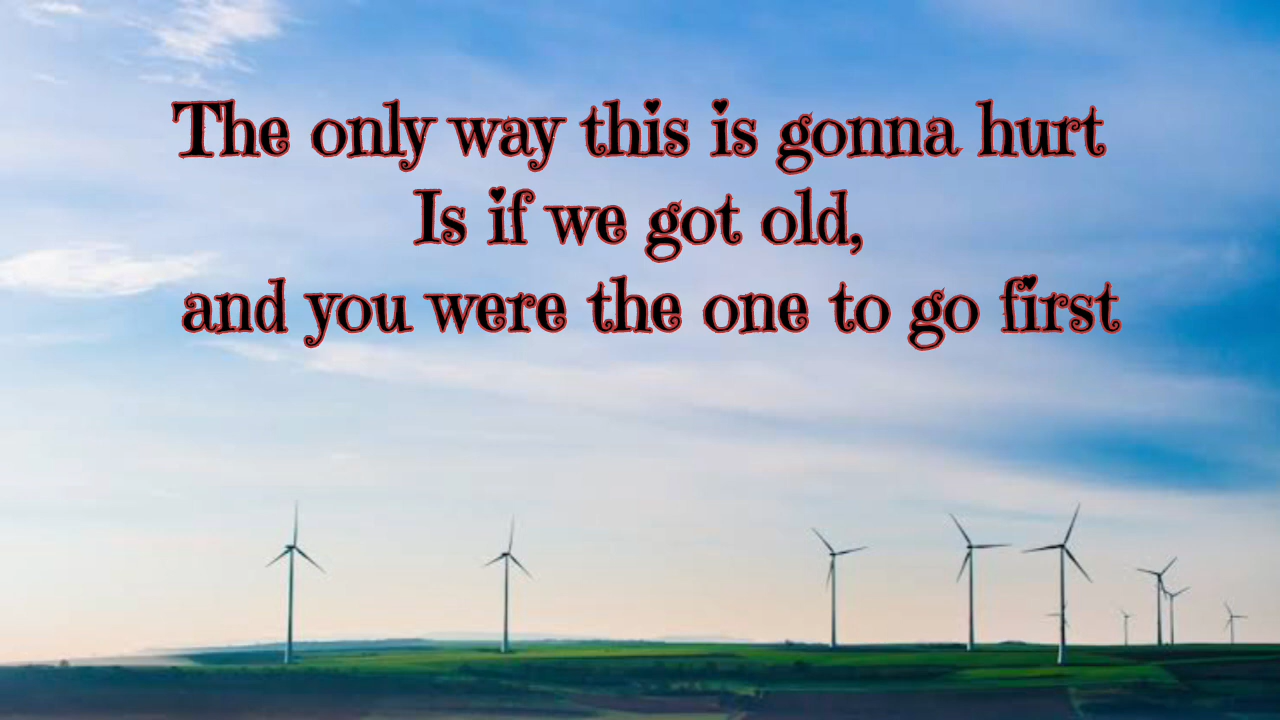 The only way this is gonna hurt
Is if we got old,
and you were the one to go first